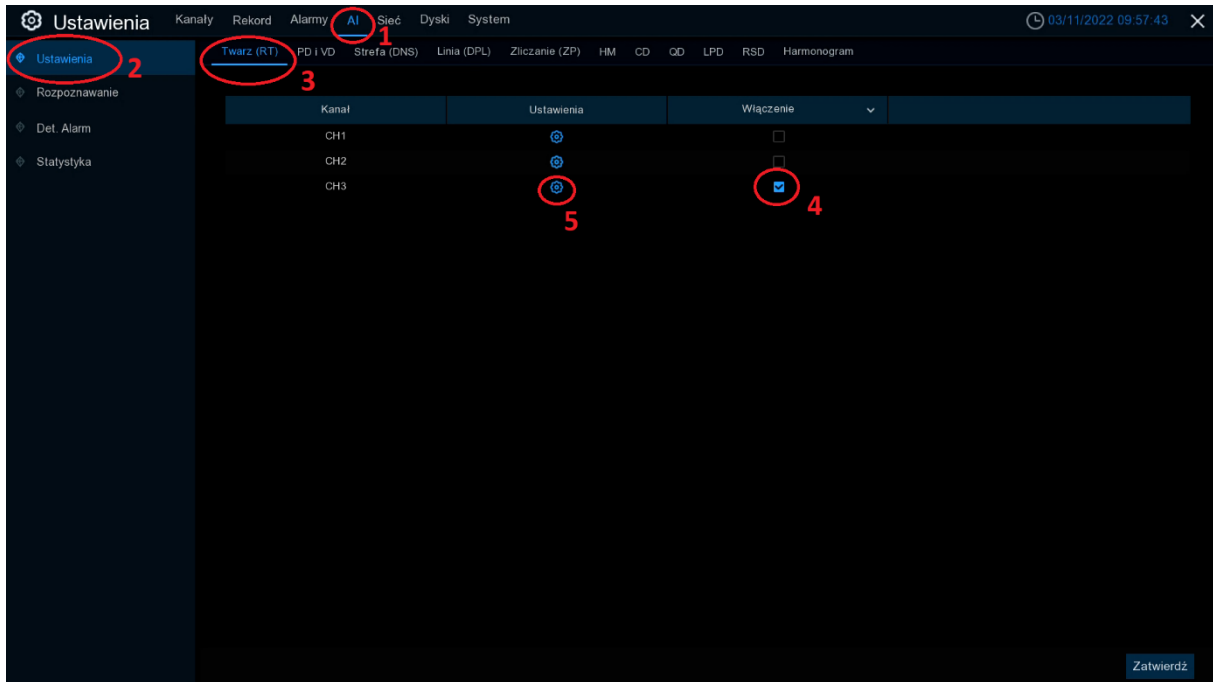 Ustawienia Kanały Rekord Alarmy AI Sieć Dyski System 03/11/2022 09:57:43
1
Ustawienia
2
Twarz (RT) PD i VD Strefa (DNS) Linia (DPL) Zliczanie (ZP) HM CD QD LPD RSD Harmonogram
3
Rozpoznawanie
Det. Alarm
Statystyka
Kanał Ustawienia Włączenie
CH1
CH2
CH3
4
5
Zatwierdź